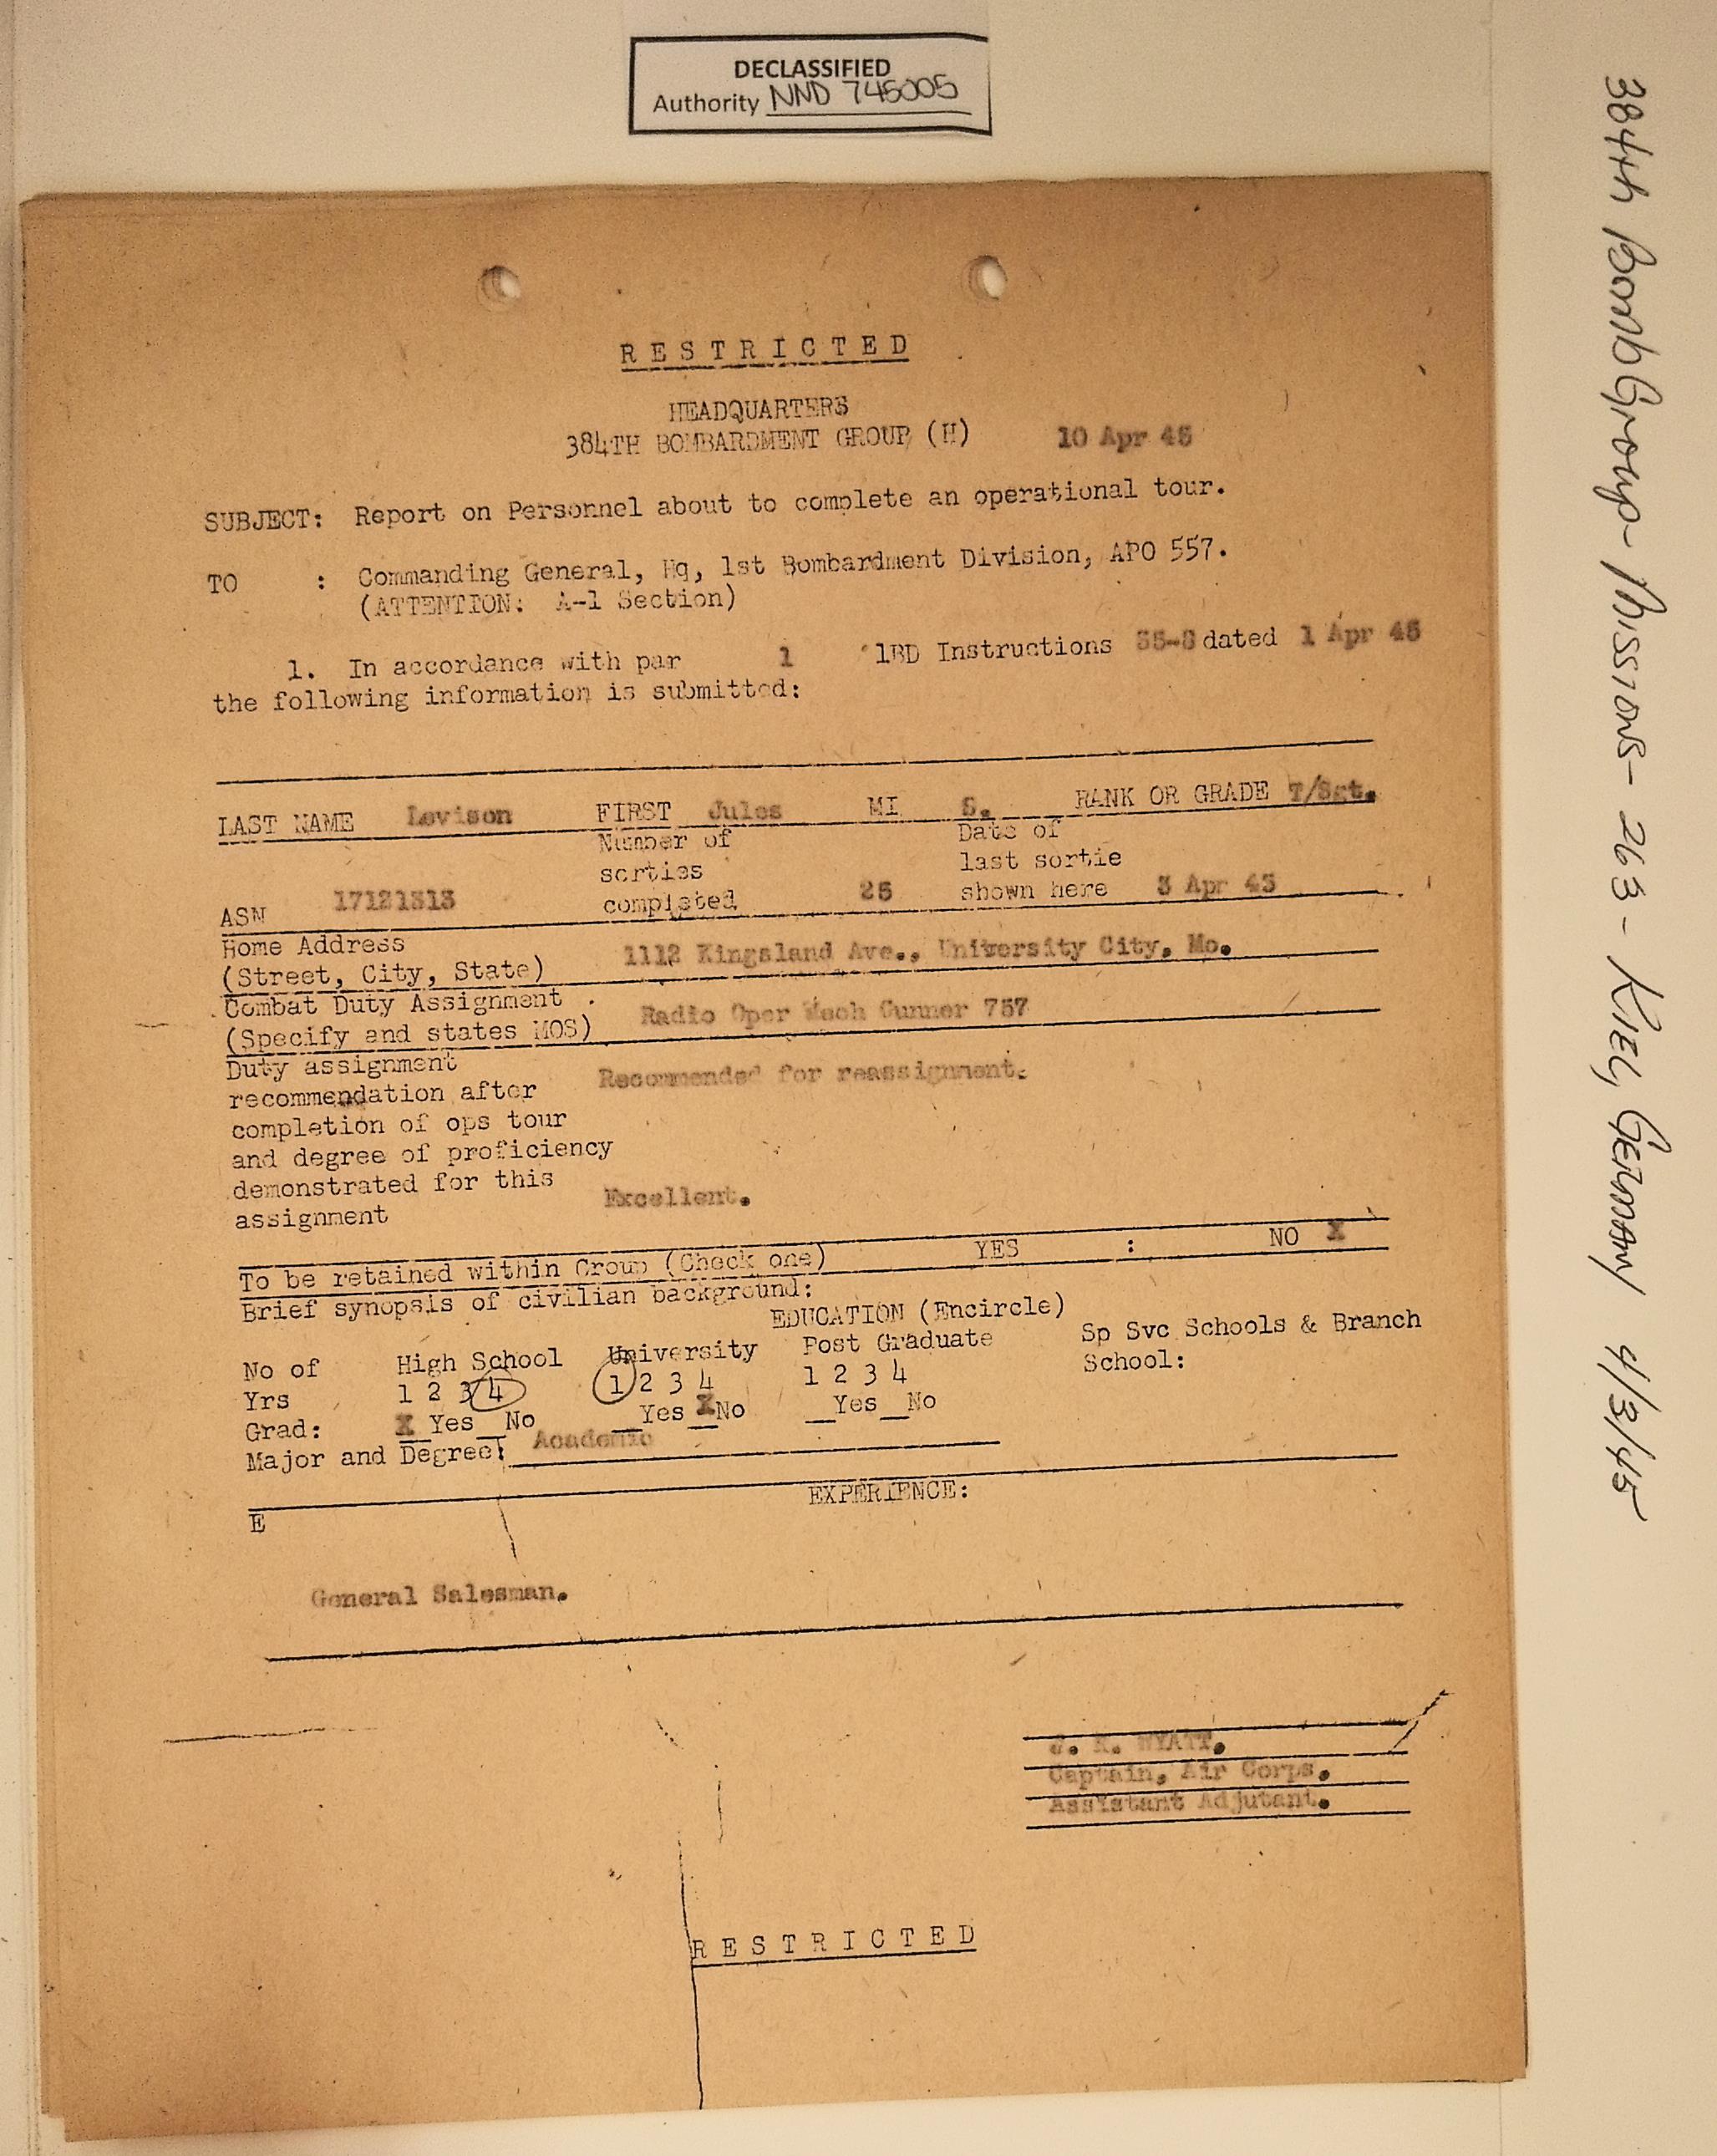 DECLASSIFIED
Authority NND 745005
RESTRICTED
HEADQUARTERS
384TH BOMBARDMENT GROUP (H) 10 Apr 45
SUBJECT: Report on Personnel about to complete an operational tour.
TO : Commanding General, Hq, 1st Bombardment Division, APO 557.
(ATTENTION: A-1 Section)
1. In accordance with par 1 1BD Instructions 35-8 dated 1 Apr 45
the following information is submitted:
LAST NAME Levison FIRST Jules MI S. RANK OR GRADE T/Sgt.
ASN 17121313 Number of sorties completed 25 Date of last sortie shown here 3 Apr 45
Home Address
(Street, City, State) 1112 Kingsland Ave., University City, Mo.
Combat Duty Assignment
(Specify and states MOS) Radio Oper Mech Gunner 757
Duty assignment
recommendation after Recommended for reassignment.
completion of ops tour
and degree of proficiency
demonstrated for this
assignment Excellent.
To be retained within Group (Check one) YES : NO X
Brief synopsis of civilian background:
EDUCATION (Encircle)
No of High School University Post Graduate Sp Svc Schools & Branch
Yrs 1 2 3 4 1 2 3 4 1 2 3 4 School:
Grad: X Yes No Yes X No Yes No
Major and Degree: Academic
EXPERIENCE:
E
General Salesman.
J. K. WYATT.
Captain, Air Corps.
Assistant Adjutant.
RESTRICTED
384th Bomb Group - Missions - 263 - Kiel, Germany 4/3/45